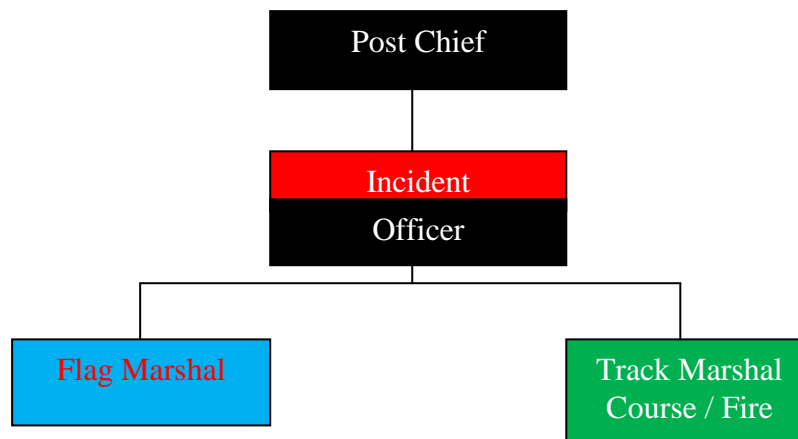 Post Chief
Incident
Officer
Flag Marshal
Track Marshal
Course / Fire